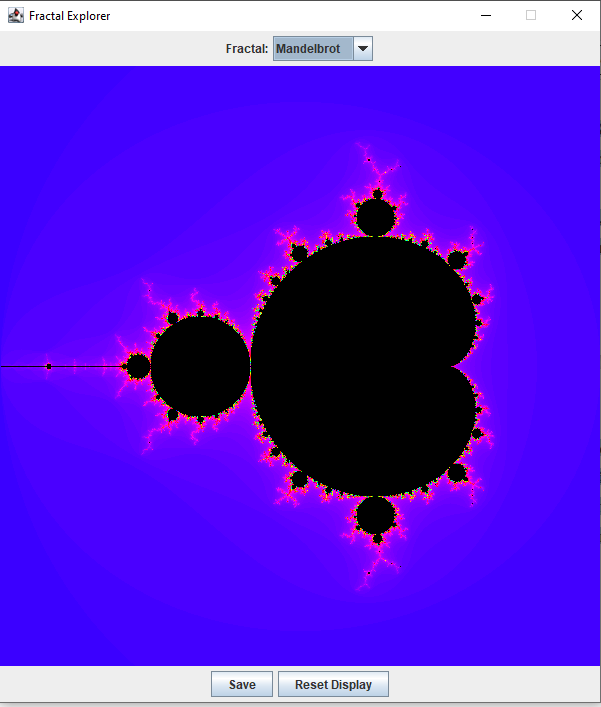 Fractal Explorer
Fractal: Mandelbrot
Save Reset Display